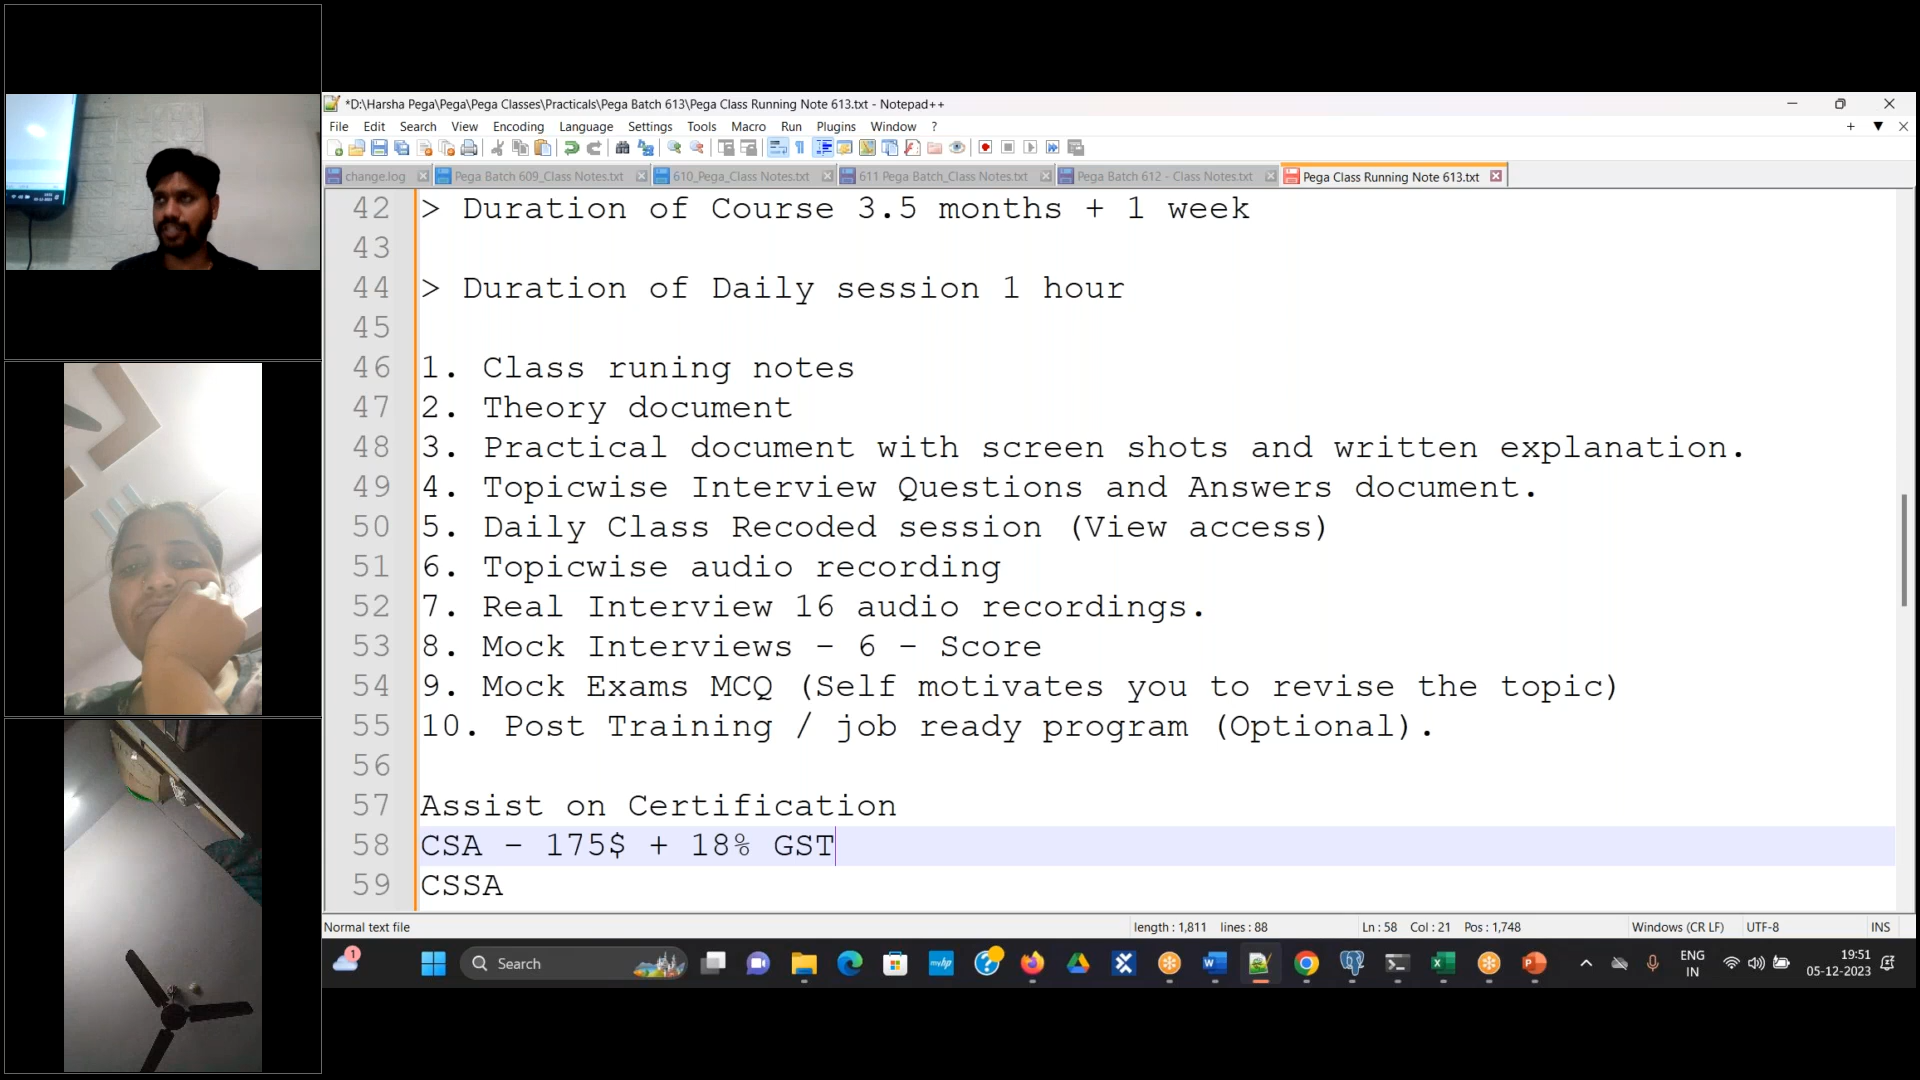 *D:\Harsha Pega\Pega\Pega Classes\Practicals\Pega Batch 613\Pega Class Running Note 613.txt - Notepad++
File Edit Search View Encoding Language Settings Tools Macro Run Plugins Window ?
change.log Pega Batch 609_Class Notes.txt 610_Pega_Class Notes.txt 611 Pega Batch_Class Notes.txt Pega Batch 612 - Class Notes.txt Pega Class Running Note 613.txt
42 > Duration of Course 3.5 months + 1 week
43
44 > Duration of Daily session 1 hour
45
46 1. Class runing notes
47 2. Theory document
48 3. Practical document with screen shots and written explanation.
49 4. Topicwise Interview Questions and Answers document.
50 5. Daily Class Recoded session (View access)
51 6. Topicwise audio recording
52 7. Real Interview 16 audio recordings.
53 8. Mock Interviews - 6 - Score
54 9. Mock Exams MCQ (Self motivates you to revise the topic)
55 10. Post Training / job ready program (Optional).
56
57 Assist on Certification
58 CSA - 175$ + 18% GST
59 CSSA
Normal text file length : 1,811 lines : 88 Ln : 58 Col : 21 Pos : 1,748 Windows (CR LF) UTF-8 INS
1 Search myhp ENG IN 19:51 05-12-2023